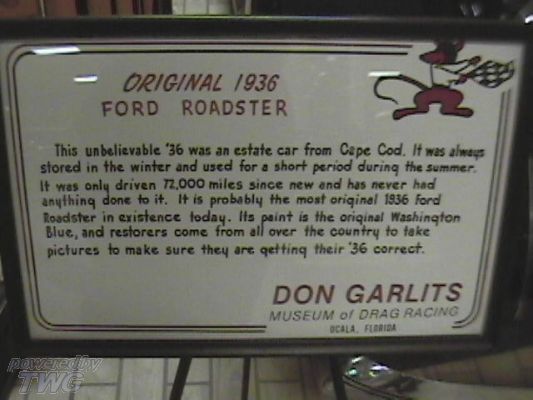 ORIGINAL 1936
FORD ROADSTER
This unbelievable '36 was an estate car from Cape Cod. It was always
stored in the winter and used for a short period during the summer.
It was only driven 72,000 miles since new and has never had
anything done to it. It is probably the most original 1936 Ford
Roadster in existence today. Its paint is the original Washington
Blue, and restorers come from all over the country to take
pictures to make sure they are getting their '36 correct.
DON GARLITS
MUSEUM of DRAG RACING
OCALA, FLORIDA
powered by
TWG